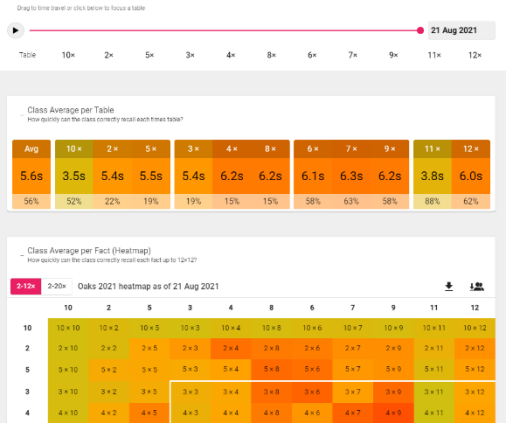 Drag to time travel or click below to focus a table
21 Aug 2021
Table 10× 2× 5× 3× 4× 8× 6× 7× 9× 11× 12×
Class Average per Table
How quickly can the class correctly recall each times table?
Avg 10 × 2 × 5 × 3 × 4 × 8 × 6 × 7 × 9 × 11 × 12 ×
5.6s 3.5s 5.4s 5.5s 5.4s 6.2s 6.2s 6.1s 6.3s 6.2s 3.8s 6.0s
56% 52% 22% 19% 19% 15% 15% 58% 63% 58% 88% 62%
Class Average per Fact (Heatmap)
How quickly can the class correctly recall each fact up to 12×12?
2-12× 2-20× Oaks 2021 heatmap as of 21 Aug 2021
10 2 5 3 4 8 6 7 9 11 12
10 10 × 10 10 × 2 10 × 5 10 × 3 10 × 4 10 × 8 10 × 6 10 × 7 10 × 9 10 × 11 10 × 12
2 2 × 10 2 × 2 2 × 5 2 × 3 2 × 4 2 × 8 2 × 6 2 × 7 2 × 9 2 × 11 2 × 12
5 5 × 10 5 × 2 5 × 5 5 × 3 5 × 4 5 × 8 5 × 6 5 × 7 5 × 9 5 × 11 5 × 12
3 3 × 10 3 × 2 3 × 5 3 × 3 3 × 4 3 × 8 3 × 6 3 × 7 3 × 9 3 × 11 3 × 12
4 4 × 10 4 × 2 4 × 5 4 × 3 4 × 4 4 × 8 4 × 6 4 × 7 4 × 9 4 × 11 4 × 12